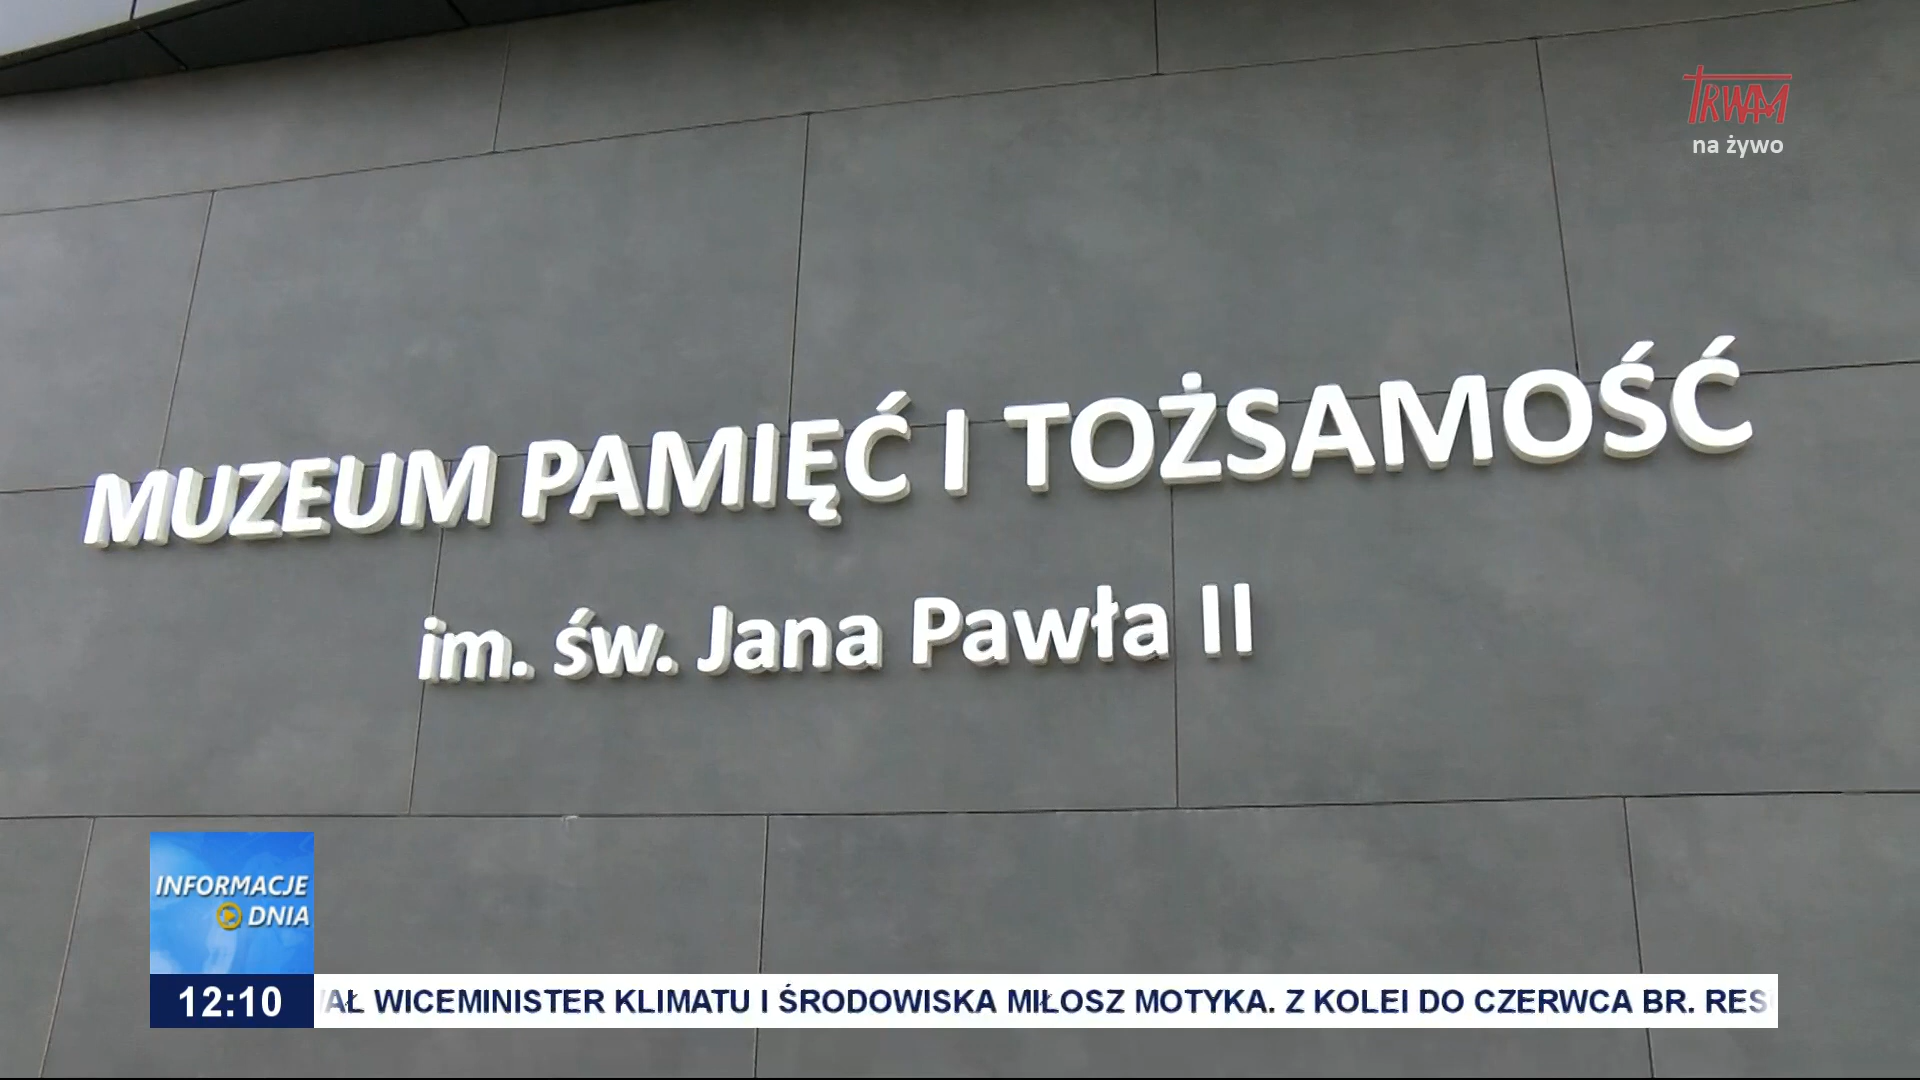 TRWAM
na żywo
MUZEUM PAMIĘĆ I TOŻSAMOŚĆ
im. św. Jana Pawła II
INFORMACJE
DNIA
12:10 WICEMINISTER KLIMATU I ŚRODOWISKA MIŁOSZ MOTYKA. Z KOLEI DO CZERWCA BR.